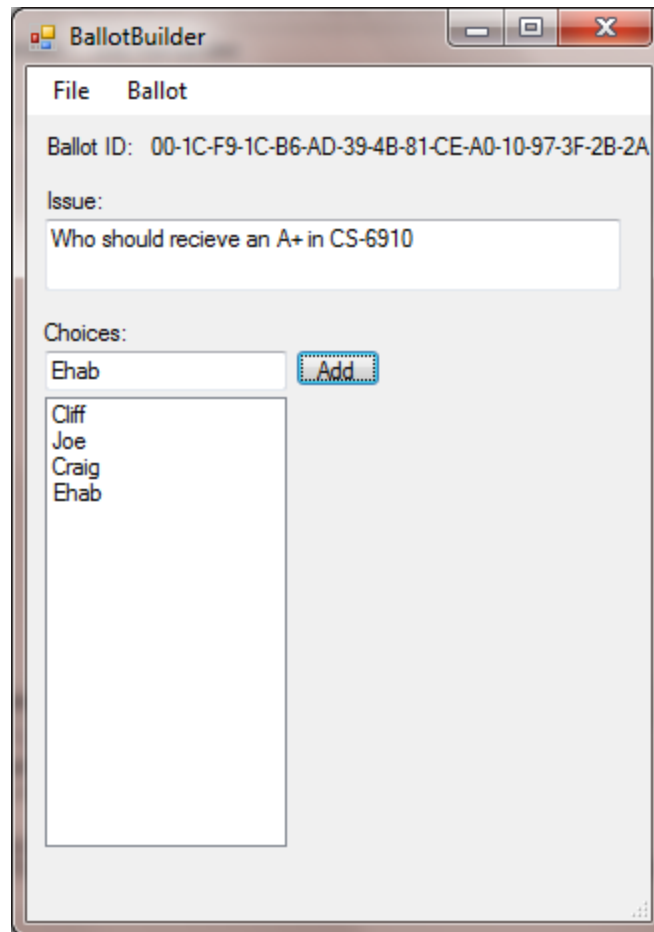 BallotBuilder
File Ballot
Ballot ID: 00-1C-F9-1C-B6-AD-39-4B-81-CE-A0-10-97-3F-2B-2A
Issue:
Who should recieve an A+ in CS-6910
Choices:
Ehab Add
Cliff
Joe
Craig
Ehab